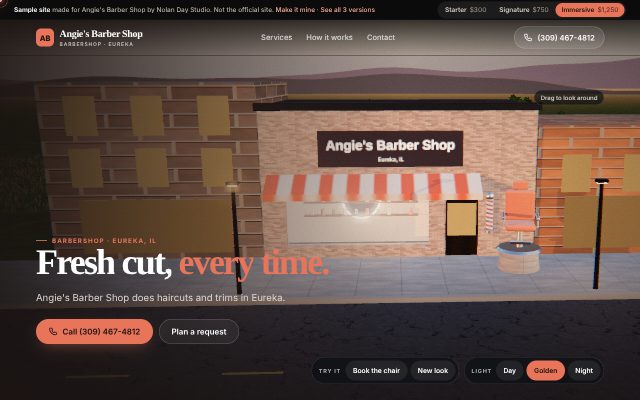 Sample site made for Angie's Barber Shop by Nolan Day Studio. Not the official site. Make it mine · See all 3 versions
Starter $300 Signature $750 Immersive $1,250
AB
Angie's Barber Shop
BARBERSHOP · EUREKA
Services How it works Contact
(309) 467-4812
Drag to look around
Angie's Barber Shop
Eureka, IL
BARBERSHOP · EUREKA, IL
Fresh cut, every time.
Angie's Barber Shop does haircuts and trims in Eureka.
Call (309) 467-4812 Plan a request
TRY IT Book the chair New look LIGHT Day Golden Night